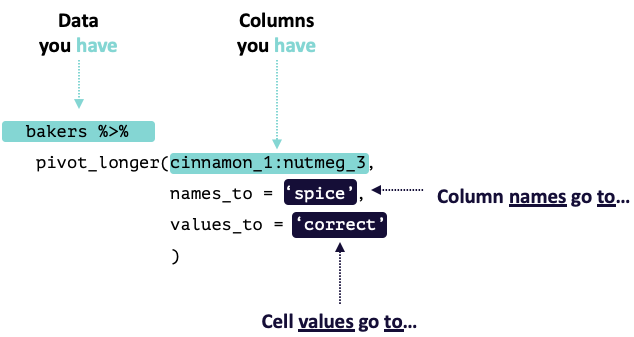 Data
you have
Columns
you have
bakers %>%
pivot_longer(cinnamon_1:nutmeg_3,
names_to = ‘spice’,
Column names go to…
values_to = ‘correct’
)
Cell values go to…